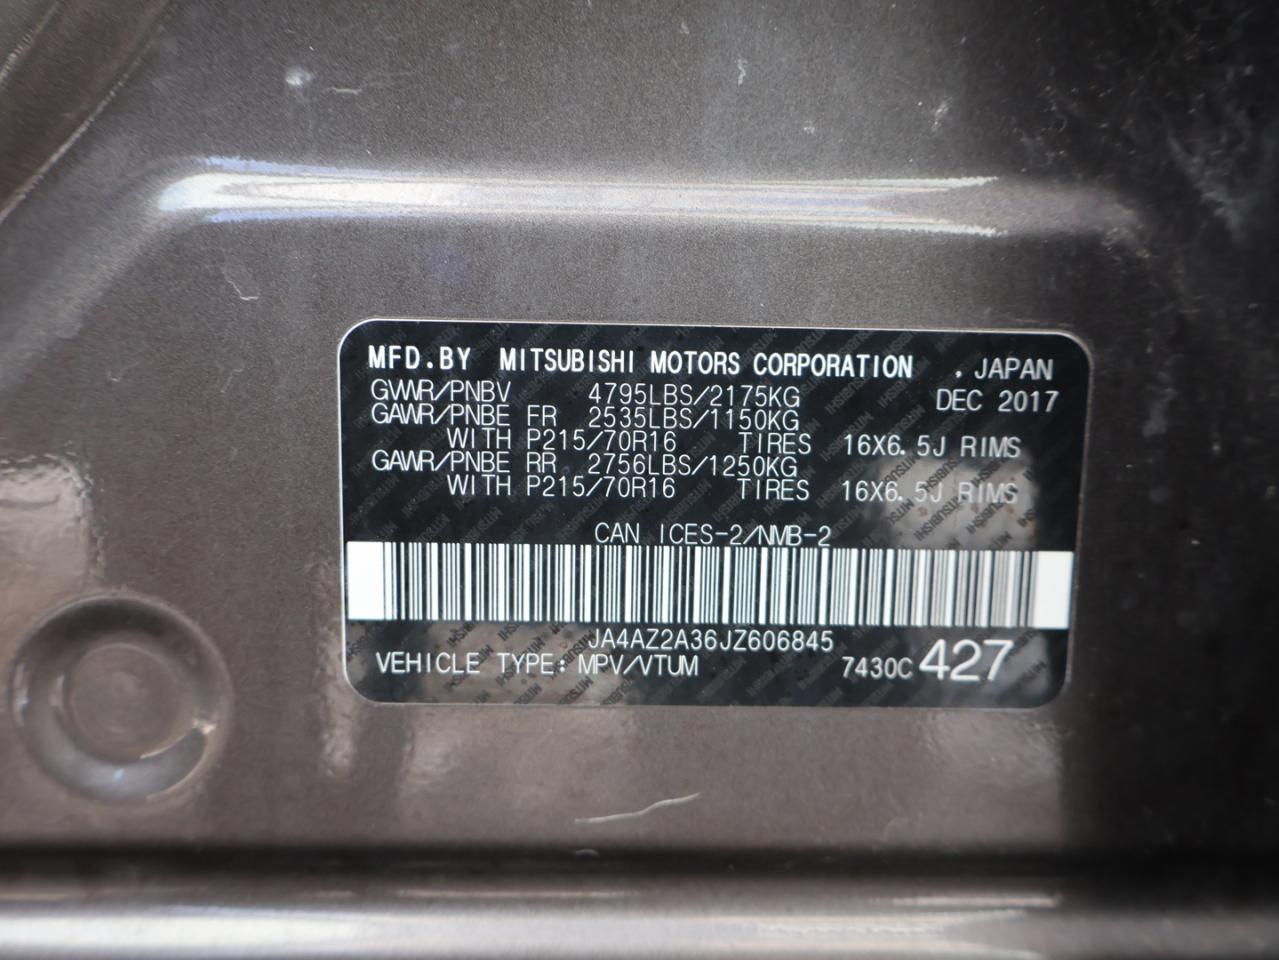 MFD.BY MITSUBISHI MOTORS CORPORATION , JAPAN
GVWR/PNBV 4795LBS/2175KG DEC 2017
GAWR/PNBE FR 2535LBS/1150KG
WITH P215/70R16 TIRES 16X6.5J RIMS
GAWR/PNBE RR 2756LBS/1250KG
WITH P215/70R16 TIRES 16X6.5J RIMS
CAN ICES-2/NMB-2
JA4AZ2A36JZ606845
VEHICLE TYPE: MPV/VTUM 7430C 427